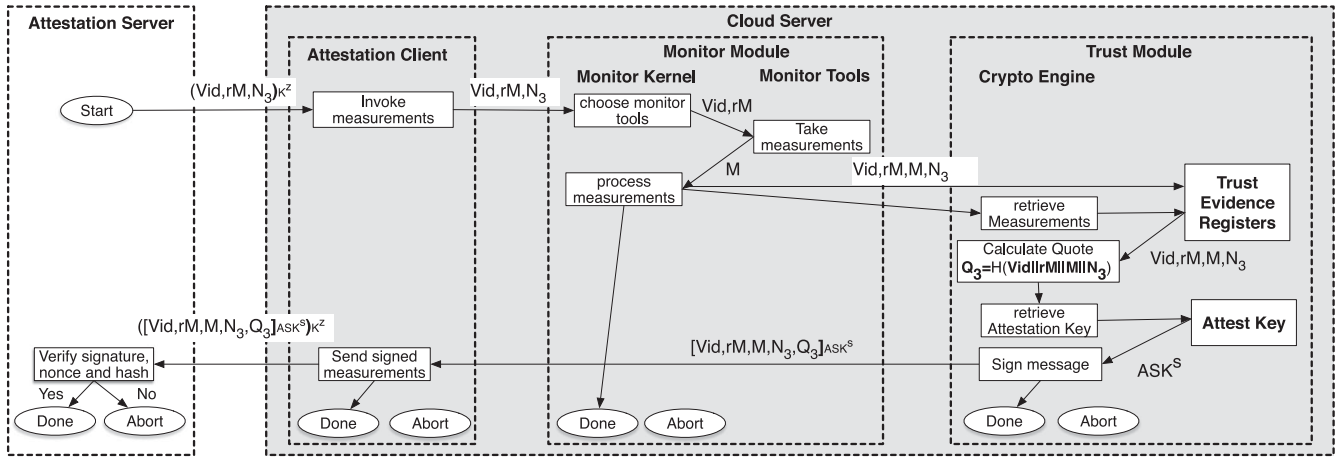 Attestation Server
Cloud Server
Attestation Client
Monitor Module
Trust Module
Monitor Kernel
Monitor Tools
Crypto Engine
Start
(Vid,rM,N₃)ₖᶻ
Invoke
measurements
Vid,rM,N₃
choose monitor
tools
Vid,rM
Take
measurements
M
process
measurements
Vid,rM,M,N₃
retrieve
Measurements
Trust
Evidence
Registers
Calculate Quote
Q₃=H(Vid||rM||M||N₃)
Vid,rM,M,N₃
retrieve
Attestation Key
Attest Key
([Vid,rM,M,N₃,Q₃]ASKˢ)Kᶻ
Verify signature,
nonce and hash
Send signed
measurements
[Vid,rM,M,N₃,Q₃]ASKˢ
Sign message
ASKˢ
Yes
No
Done
Abort
Done
Abort
Done
Abort
Done
Abort